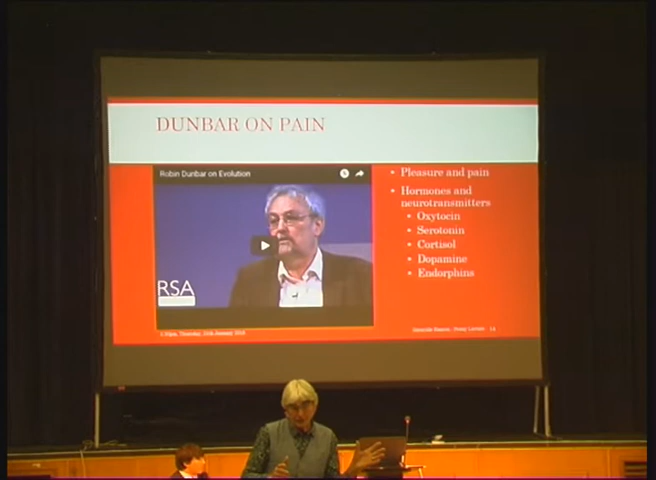 DUNBAR ON PAIN
Robin Dunbar on Evolution
RSA
• Pleasure and pain
• Hormones and
neurotransmitters
• Oxytocin
• Serotonin
• Cortisol
• Dopamine
• Endorphins
14